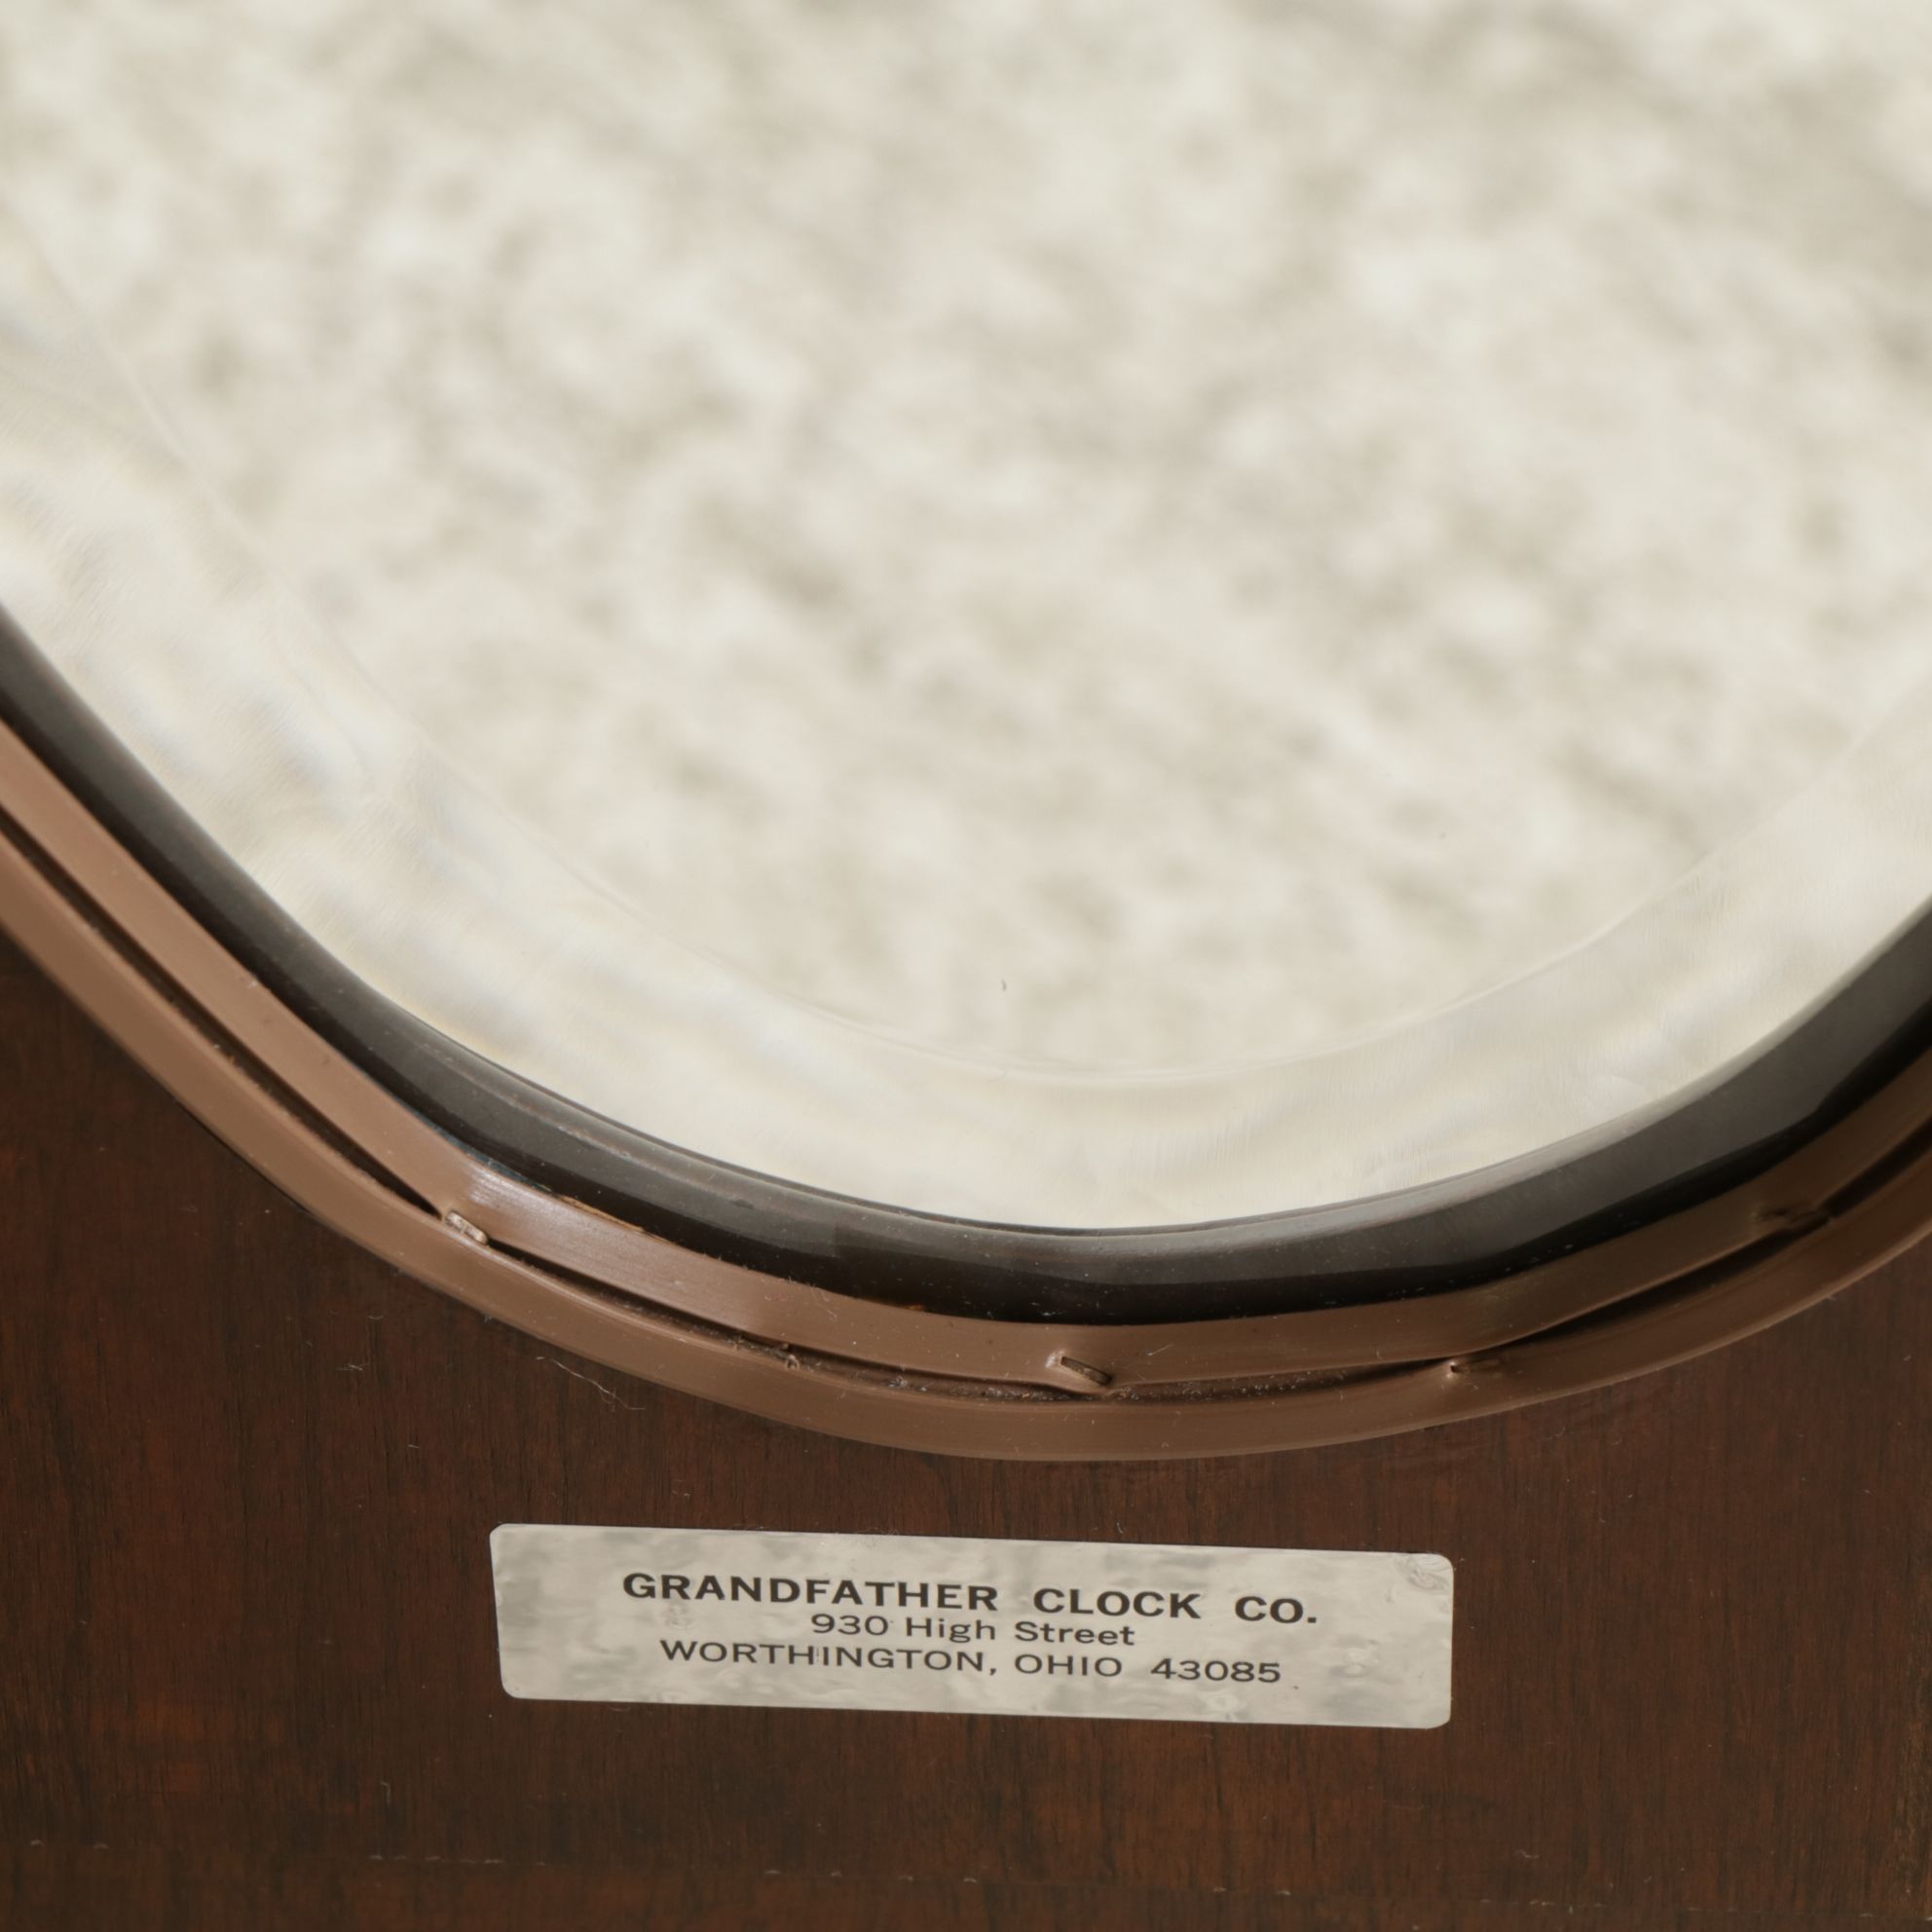 GRANDFATHER CLOCK CO.
930 High Street
WORTHINGTON, OHIO 43085